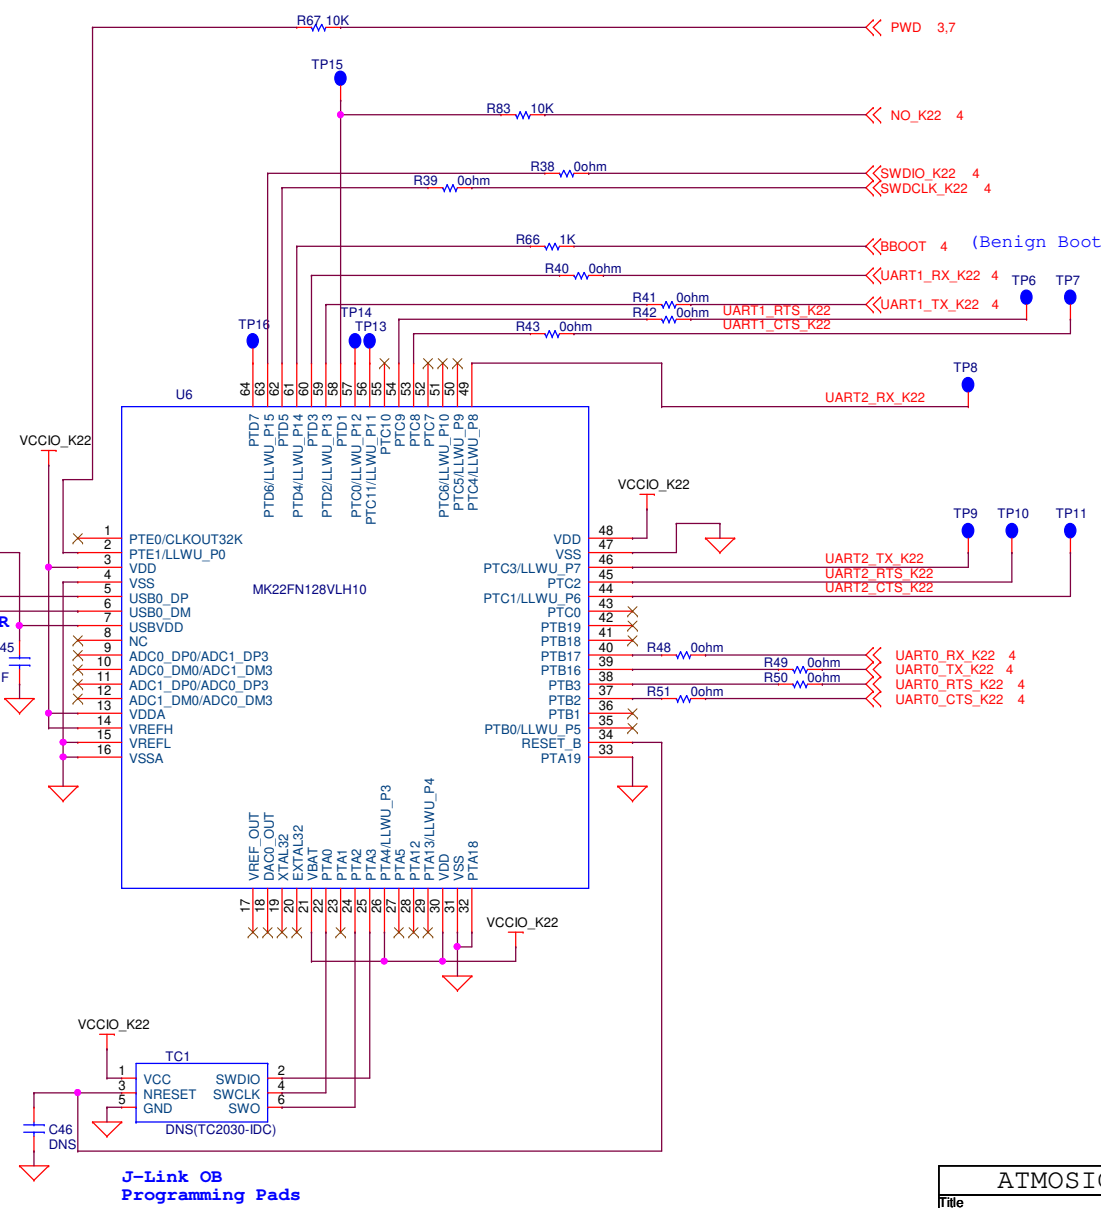 R67 10K
PWD 3,7
TP15
R83 10K
NO_K22 4
R38 0ohm
SWDIO_K22 4
R39 0ohm
SWDCLK_K22 4
R66 1K
BBOOT 4
(Benign Boot
R40 0ohm
UART1_RX_K22 4
TP6
TP7
R41 0ohm
UART1_TX_K22 4
R42 0ohm
UART1_RTS_K22
R43 0ohm
UART1_CTS_K22
TP16
TP14
TP13
TP8
UART2_RX_K22
U6
64 PTD7
63 PTD6/LLWU_P15
62 PTD5
61 PTD4/LLWU_P14
60 PTD3
59 PTD2/LLWU_P13
58 PTD1
57 PTC0/LLWU_P12
56 PTC11/LLWU_P11
55 PTC10
54 PTC9
53 PTC8
52 PTC7
51 PTC6/LLWU_P10
50 PTC5/LLWU_P9
49 PTC4/LLWU_P8
VCCIO_K22
VCCIO_K22
TP9
TP10
TP11
1 PTE0/CLKOUT32K
2 PTE1/LLWU_P0
3 VDD
4 VSS
5 USB0_DP
6 USB0_DM
7 USBVDD
8 NC
9 ADC0_DP0/ADC1_DP3
10 ADC0_DM0/ADC1_DM3
11 ADC1_DP0/ADC0_DP3
12 ADC1_DM0/ADC0_DM3
13 VDDA
14 VREFH
15 VREFL
16 VSSA
R
45
F
MK22FN128VLH10
VDD 48
VSS 47
PTC3/LLWU_P7 46
UART2_TX_K22
PTC2 45
UART2_RTS_K22
PTC1/LLWU_P6 44
UART2_CTS_K22
PTC0 43
PTB19 42
PTB18 41
PTB17 40
R48 0ohm
UART0_RX_K22 4
PTB16 39
R49 0ohm
UART0_TX_K22 4
PTB3 38
R50 0ohm
UART0_RTS_K22 4
PTB2 37
R51 0ohm
UART0_CTS_K22 4
PTB1 36
PTB0/LLWU_P5 35
RESET_B 34
PTA19 33
VREF_OUT 17
DAC0_OUT 18
XTAL32 19
EXTAL32 20
VBAT 21
PTA0 22
PTA1 23
PTA2 24
PTA3 25
PTA4/LLWU_P3 26
PTA5 27
PTA12 28
PTA13/LLWU_P4 29
VDD 30
VSS 31
PTA18 32
VCCIO_K22
VCCIO_K22
TC1
1 VCC SWDIO 2
3 NRESET SWCLK 4
5 GND SWO 6
DNS(TC2030-IDC)
C46
DNS
J-Link OB
Programming Pads
ATMOSI
Title